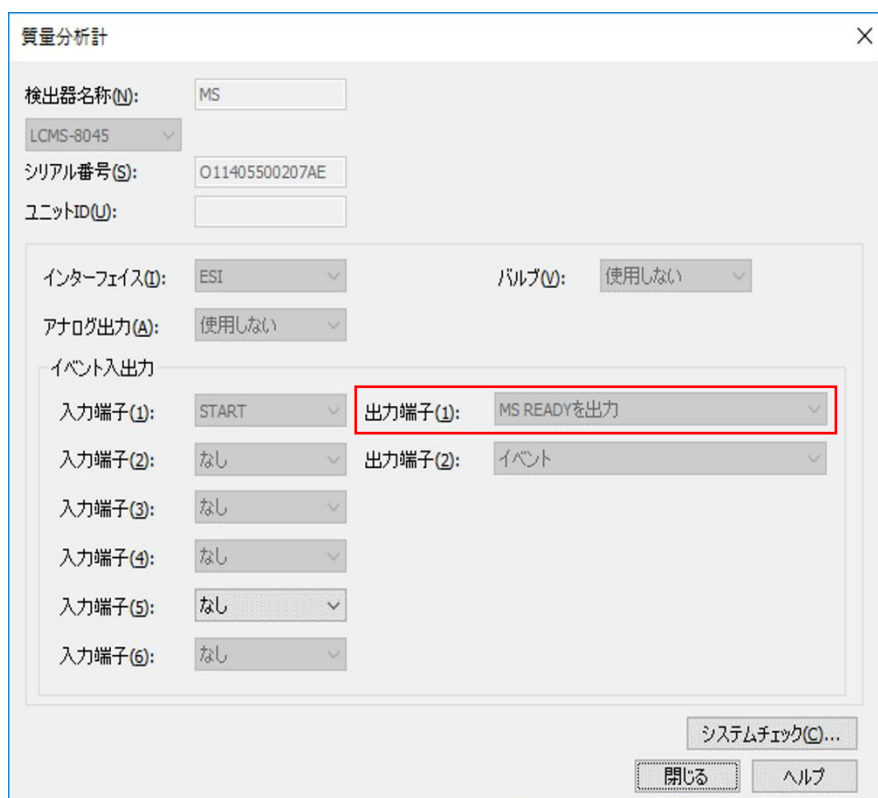 質量分析計
検出器名称(N): MS
LCMS-8045
シリアル番号(S): O11405500207AE
ユニットID(U):
インターフェイス(I): ESI バルブ(V): 使用しない
アナログ出力(A): 使用しない
イベント入出力
入力端子(1): START 出力端子(1): MS READYを出力
入力端子(2): なし 出力端子(2): イベント
入力端子(3): なし
入力端子(4): なし
入力端子(5): なし
入力端子(6): なし
システムチェック(C)...
閉じる ヘルプ